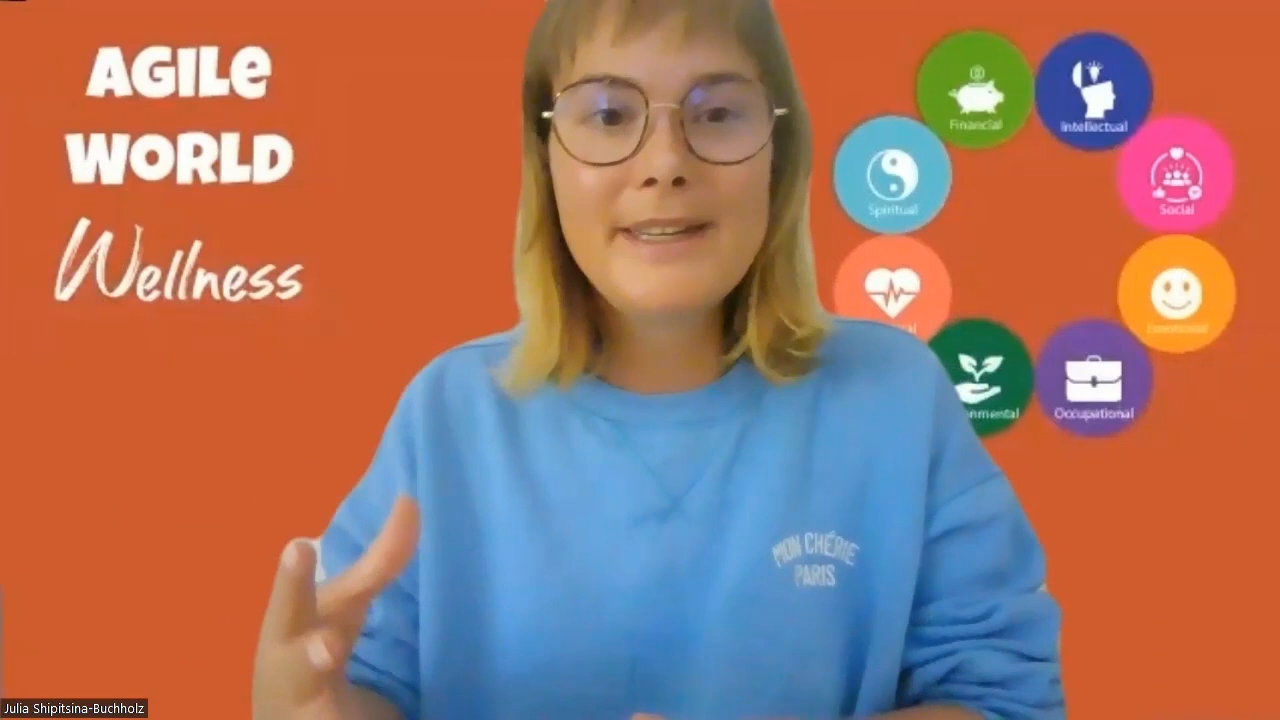 AGILE
WORLD
Wellness
Financial
Intellectual
Spiritual
Social
Occupational
MON CHÉRIE
PARIS
Julia Shipitsina-Buchholz